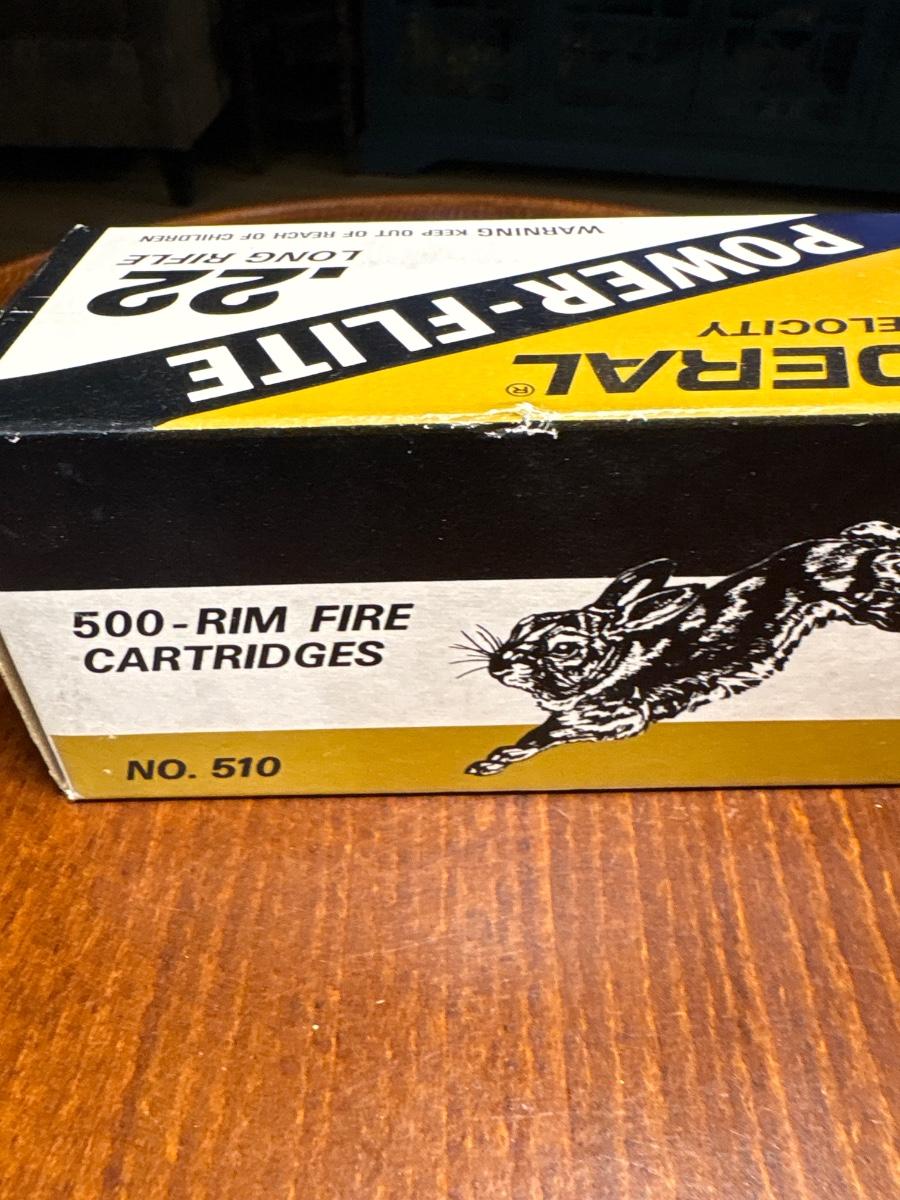 WARNING KEEP OUT OF REACH OF CHILDREN
.22
LONG RIFLE
POWER-FLITE
ELOCITY
DERAL®
500-RIM FIRE
CARTRIDGES
NO. 510